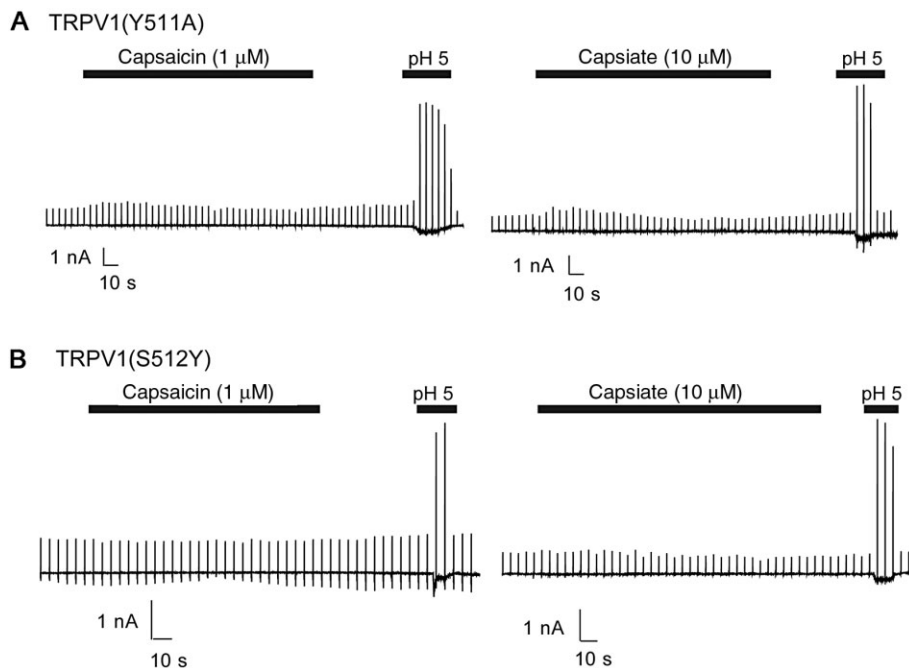 A TRPV1(Y511A)
Capsaicin (1 μM) pH 5 Capsiate (10 μM) pH 5
1 nA 1 nA
10 s 10 s
B TRPV1(S512Y)
Capsaicin (1 μM) pH 5 Capsiate (10 μM) pH 5
1 nA 1 nA
10 s 10 s